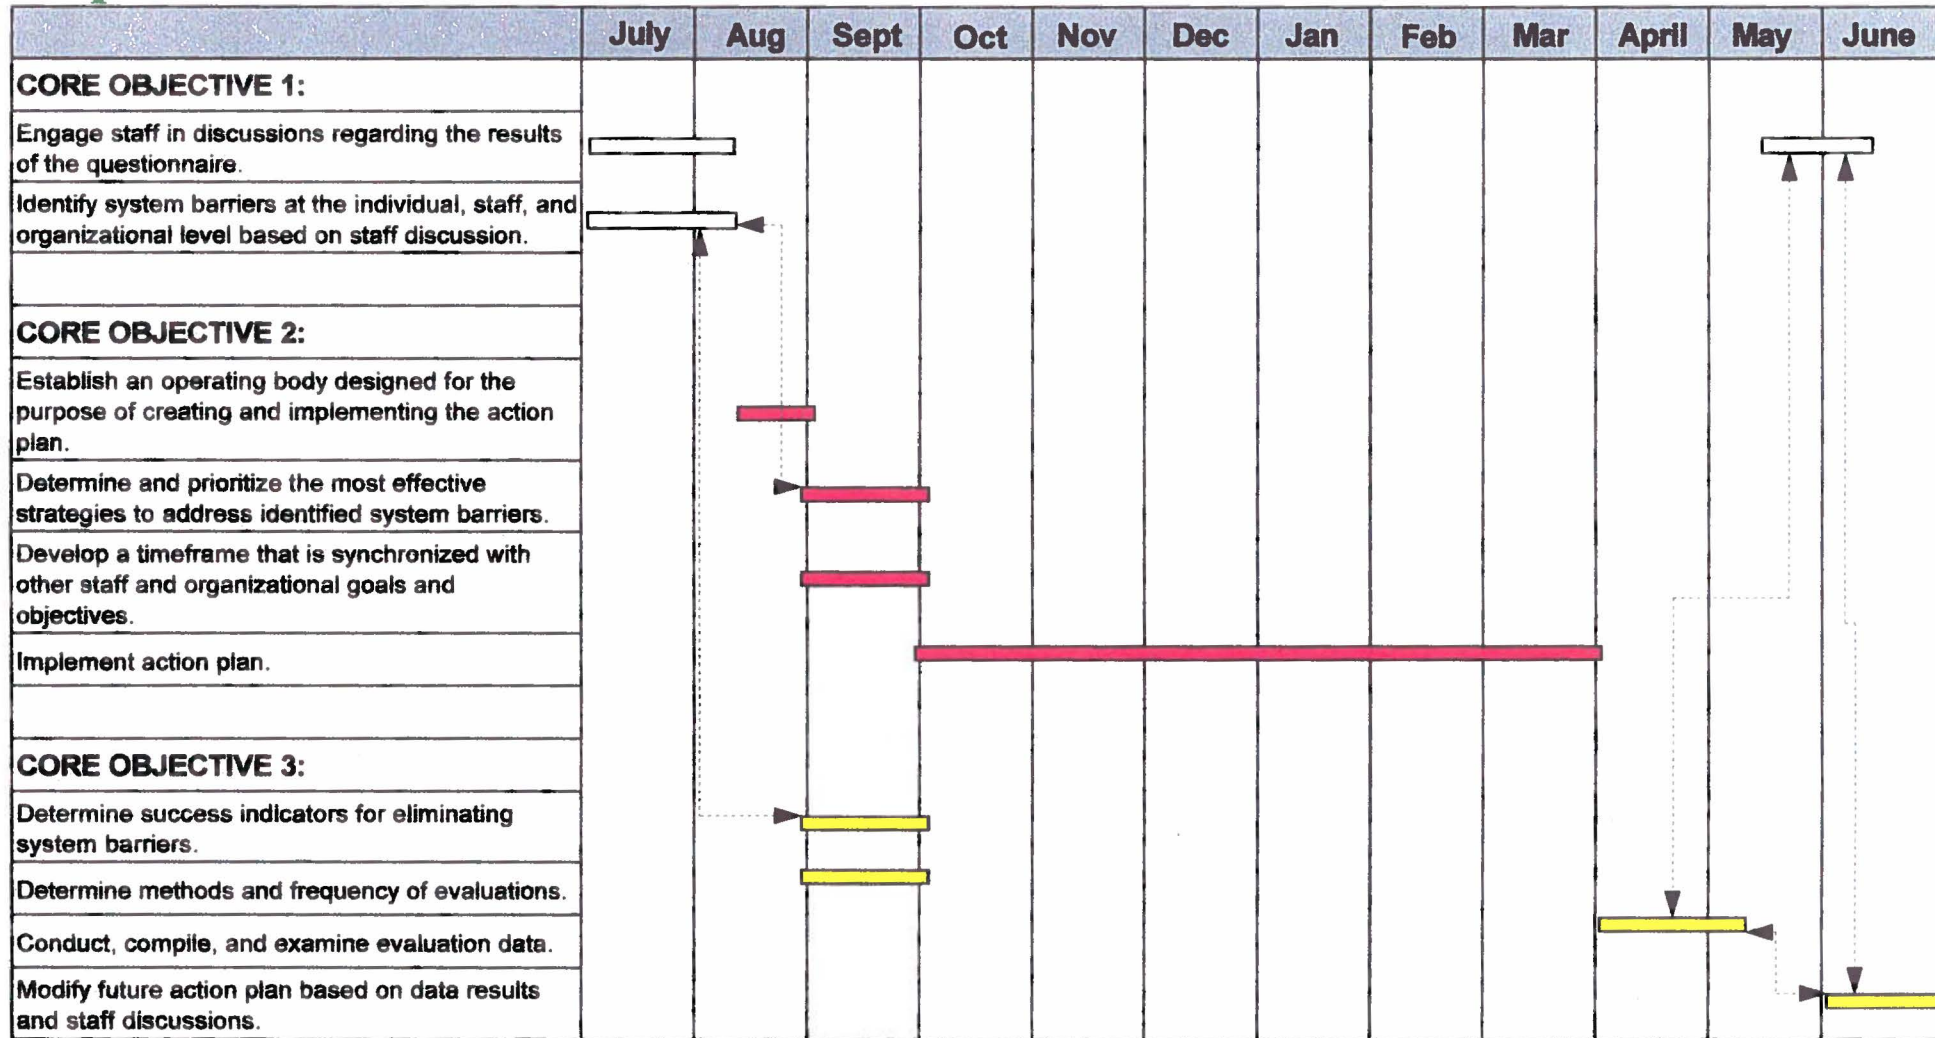 July Aug Sept Oct Nov Dec Jan Feb Mar April May June
CORE OBJECTIVE 1:
Engage staff in discussions regarding the results
of the questionnaire.
Identify system barriers at the individual, staff, and
organizational level based on staff discussion.
CORE OBJECTIVE 2:
Establish an operating body designed for the
purpose of creating and implementing the action
plan.
Determine and prioritize the most effective
strategies to address identified system barriers.
Develop a timeframe that is synchronized with
other staff and organizational goals and
objectives.
Implement action plan.
CORE OBJECTIVE 3:
Determine success indicators for eliminating
system barriers.
Determine methods and frequency of evaluations.
Conduct, compile, and examine evaluation data.
Modify future action plan based on data results
and staff discussions.